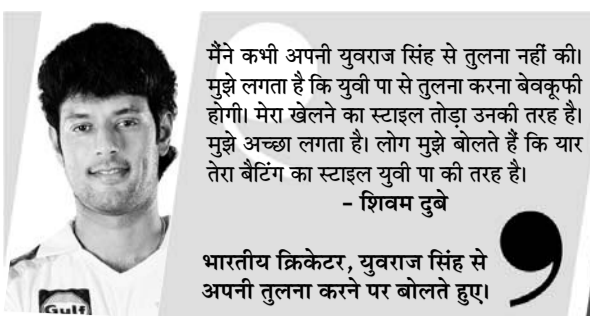 मैंने कभी अपनी युवराज सिंह से तुलना नहीं की।
मुझे लगता है कि युवी पा से तुलना करना बेवकूफी
होगी। मेरा खेलने का स्टाइल तोड़ा उनकी तरह है।
मुझे अच्छा लगता है। लोग मुझे बोलते हैं कि यार
तेरा बैटिंग का स्टाइल युवी पा की तरह है।
- शिवम दुबे
भारतीय क्रिकेटर, युवराज सिंह से
अपनी तुलना करने पर बोलते हुए।
Gulf